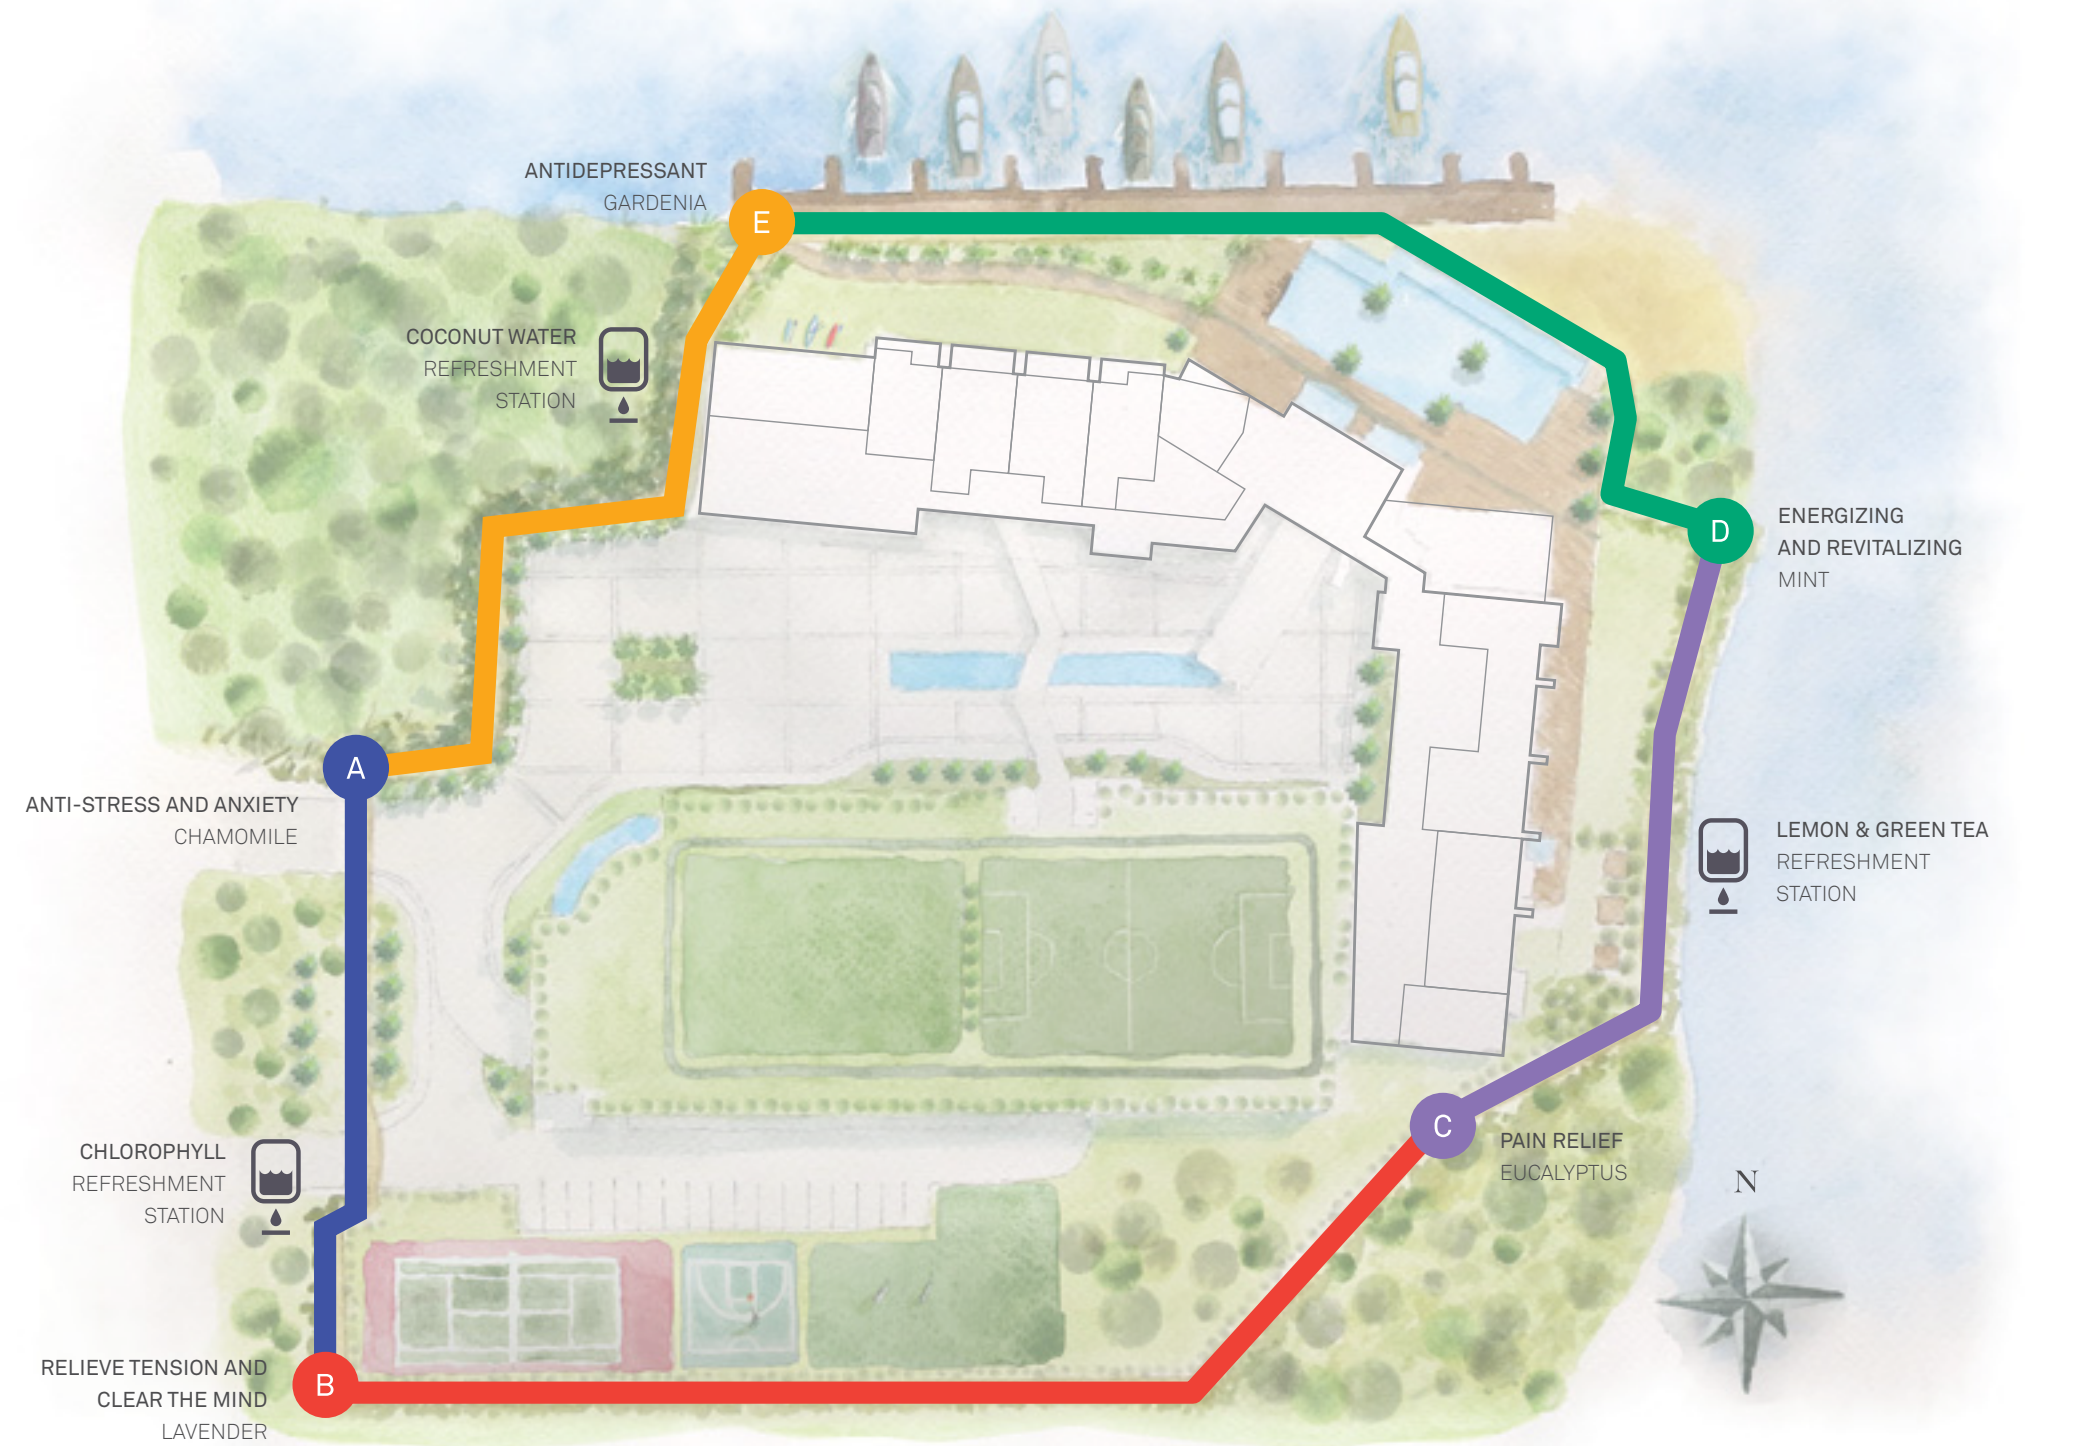 ANTIDEPRESSANT
GARDENIA
E
COCONUT WATER
REFRESHMENT
STATION
D
ENERGIZING
AND REVITALIZING
MINT
A
ANTI-STRESS AND ANXIETY
CHAMOMILE
LEMON & GREEN TEA
REFRESHMENT
STATION
C
PAIN RELIEF
EUCALYPTUS
CHLOROPHYLL
REFRESHMENT
STATION
N
B
RELIEVE TENSION AND
CLEAR THE MIND
LAVENDER